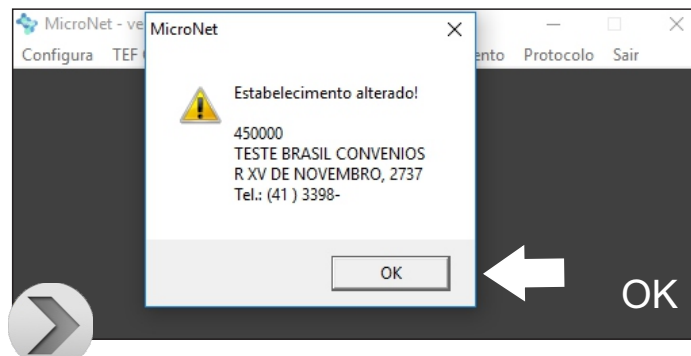 MicroNet - ve
MicroNet
Configura TEF
ento Protocolo Sair
Estabelecimento alterado!
450000
TESTE BRASIL CONVENIOS
R XV DE NOVEMBRO, 2737
Tel.: (41 ) 3398-
OK
OK